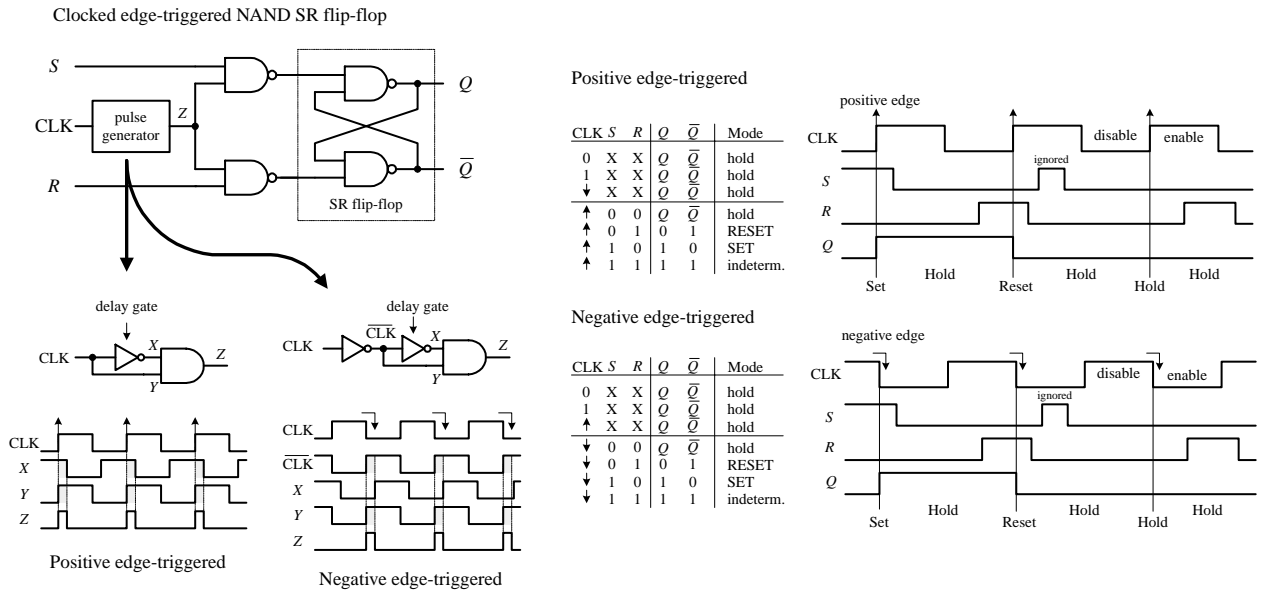 Clocked edge-triggered NAND SR flip-flop
S
CLK
pulse
generator
Z
R
Q
Q̅
SR flip-flop
delay gate
CLK
X
Y
Z
delay gate
CLK
C̅L̅K̅
X
Y
Z
CLK
X
Y
Z
Positive edge-triggered
CLK
C̅L̅K̅
X
Y
Z
Negative edge-triggered
Positive edge-triggered
CLK S R Q Q̅ Mode
0 X X Q Q̅ hold
1 X X Q Q̅ hold
↓ X X Q Q̅ hold
↑ 0 0 Q Q̅ hold
↑ 0 1 0 1 RESET
↑ 1 0 1 0 SET
↑ 1 1 1 1 indeterm.
positive edge
CLK
disable
enable
S
ignored
R
Q
Set
Hold
Reset
Hold
Hold
Hold
Negative edge-triggered
CLK S R Q Q̅ Mode
0 X X Q Q̅ hold
1 X X Q Q̅ hold
↑ X X Q Q̅ hold
↓ 0 0 Q Q̅ hold
↓ 0 1 0 1 RESET
↓ 1 0 1 0 SET
↓ 1 1 1 1 indeterm.
negative edge
CLK
disable
enable
S
ignored
R
Q
Set
Hold
Reset
Hold
Hold
Hold